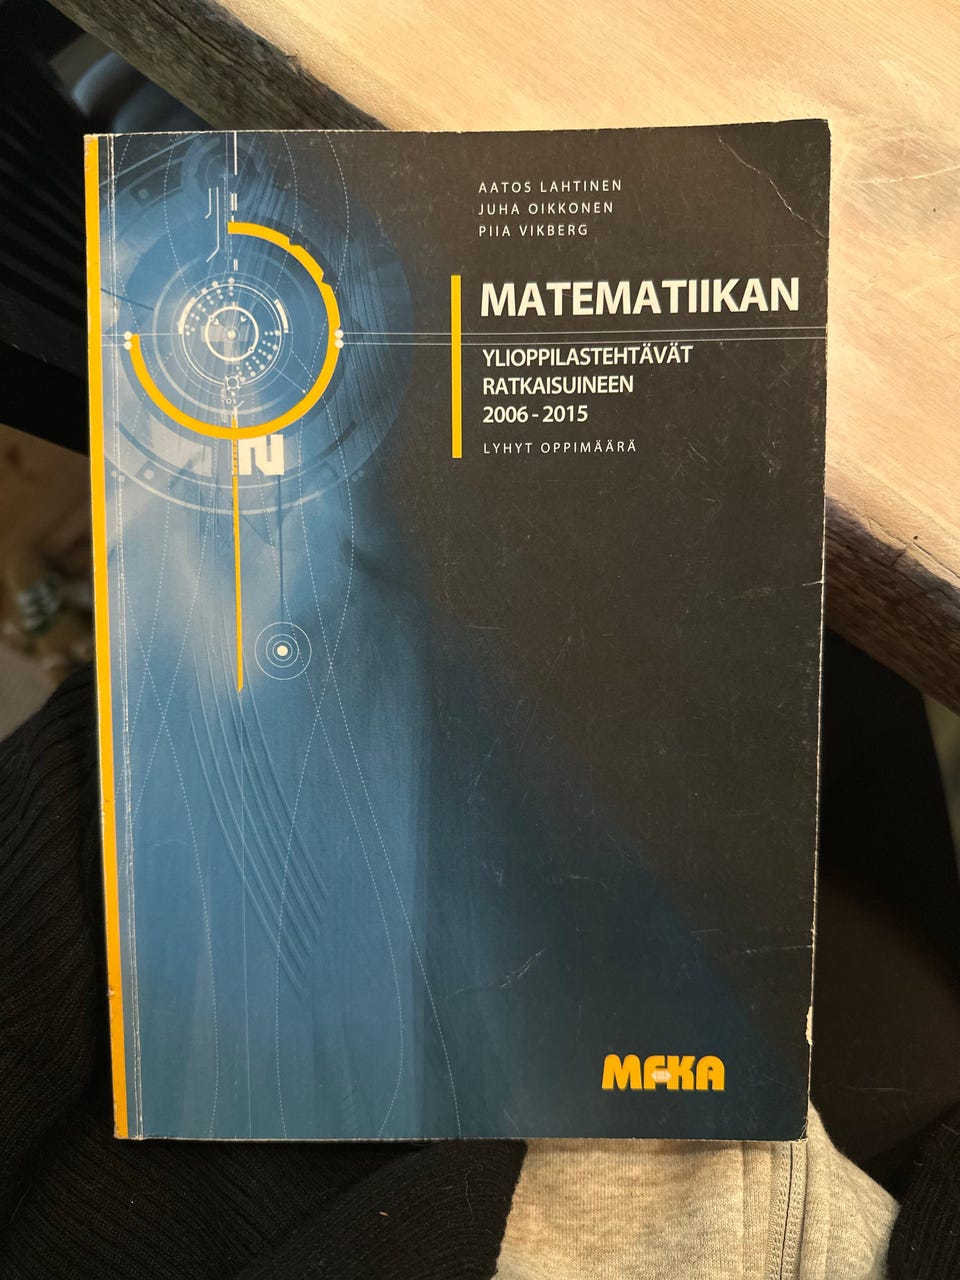 AATOS LAHTINEN
JUHA OIKKONEN
PIIA VIKBERG
MATEMATIIKAN
YLIOPPILASTEHTÄVÄT
RATKAISUINEEN
2006 - 2015
LYHYT OPPIMÄÄRÄ
MFKA